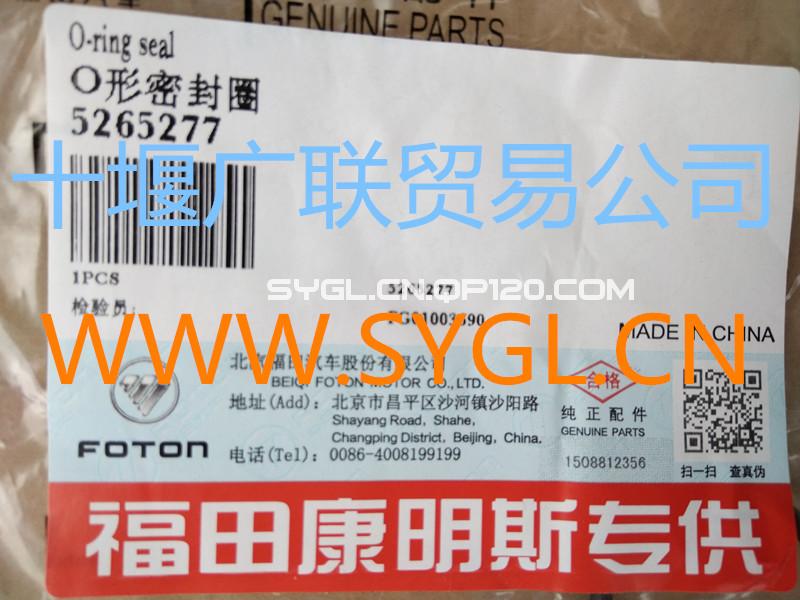 GENUINE PARTS
O-ring seal
O形密封圈
5265277
十堰广联贸易公司
1PCS
5265277
SYGL.CN.QP120.COM
检验员:
MADE IN CHINA
WWW.SYGL.CN
北京福田汽车股份有限公司
BEIQI FOTON MOTOR CO.,LTD.
地址(Add): 北京市昌平区沙河镇沙阳路
Shayang Road, Shahe,
Changping District, Beijing, China.
电话(Tel): 0086-4008199199
FOTON
合格
纯正配件
GENUINE PARTS
1508812356
扫一扫 查真伪
福田康明斯专供